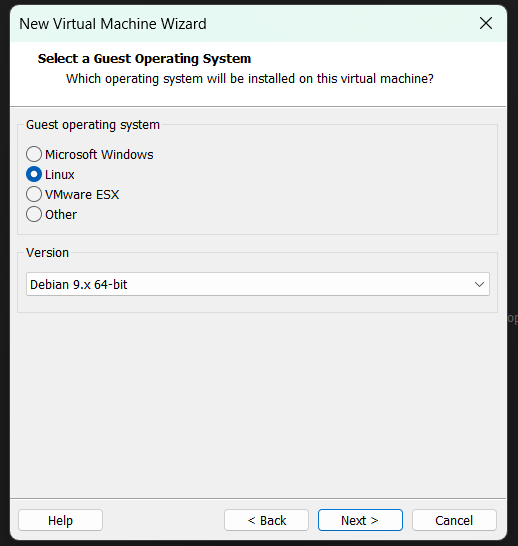 New Virtual Machine Wizard
Select a Guest Operating System
Which operating system will be installed on this virtual machine?
Guest operating system
Microsoft Windows
Linux
VMware ESX
Other
Version
Debian 9.x 64-bit
Help
< Back
Next >
Cancel